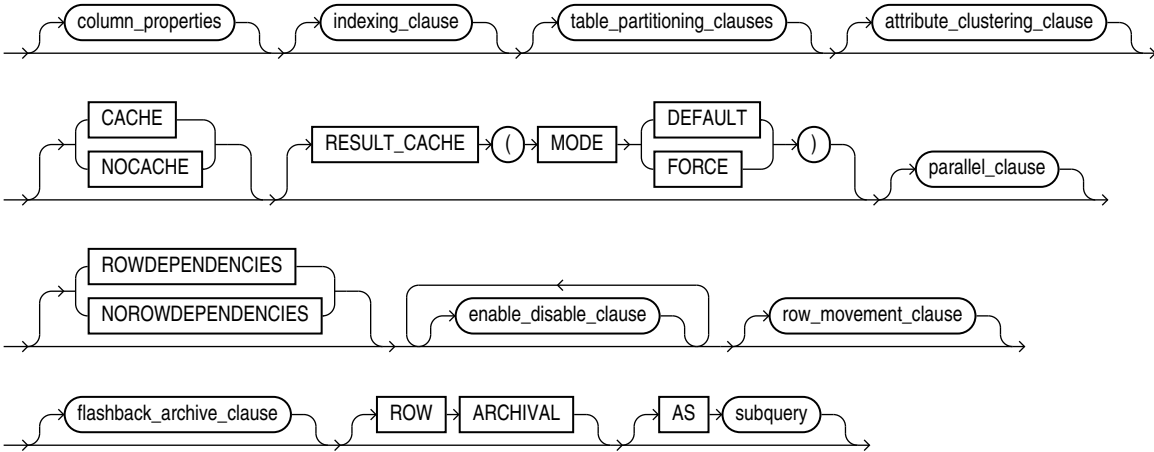 column_properties indexing_clause table_partitioning_clauses attribute_clustering_clause
CACHE DEFAULT
RESULT_CACHE ( MODE )
NOCACHE FORCE parallel_clause
ROWDEPENDENCIES
NOROWDEPENDENCIES enable_disable_clause row_movement_clause
flashback_archive_clause ROW ARCHIVAL AS subquery